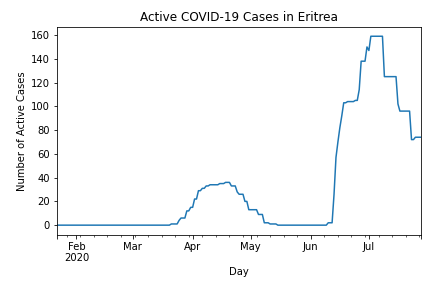 Active COVID-19 Cases in Eritrea
Number of Active Cases
160
140
120
100
80
60
40
20
0
Feb
2020
Mar
Apr
May
Jun
Jul
Day